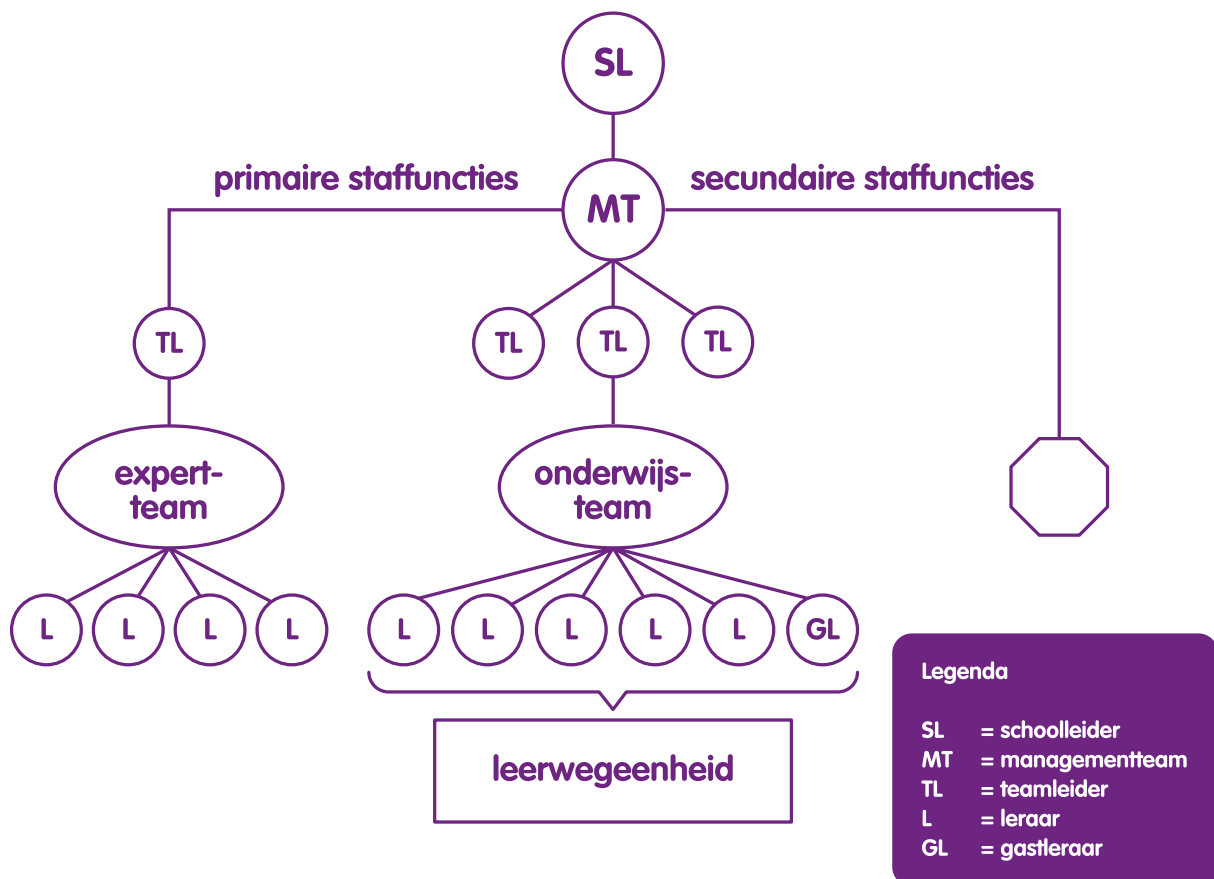 SL
primaire staffuncties
MT
secundaire staffuncties
TL
TL
TL
TL
expert-
team
onderwijs-
team
L
L
L
L
L
L
L
L
L
GL
leerwegeenheid
Legenda
SL = schoolleider
MT = managementteam
TL = teamleider
L = leraar
GL = gastleraar